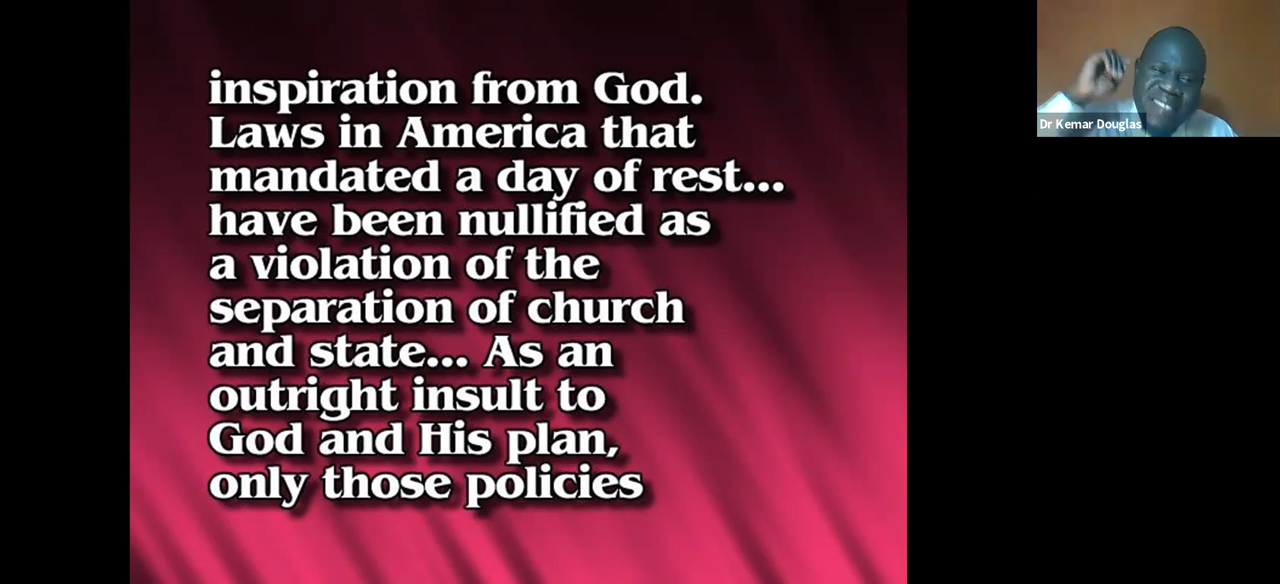 inspiration from God.
Laws in America that
mandated a day of rest...
have been nullified as
a violation of the
separation of church
and state... As an
outright insult to
God and His plan,
only those policies
Dr Kemar Douglas